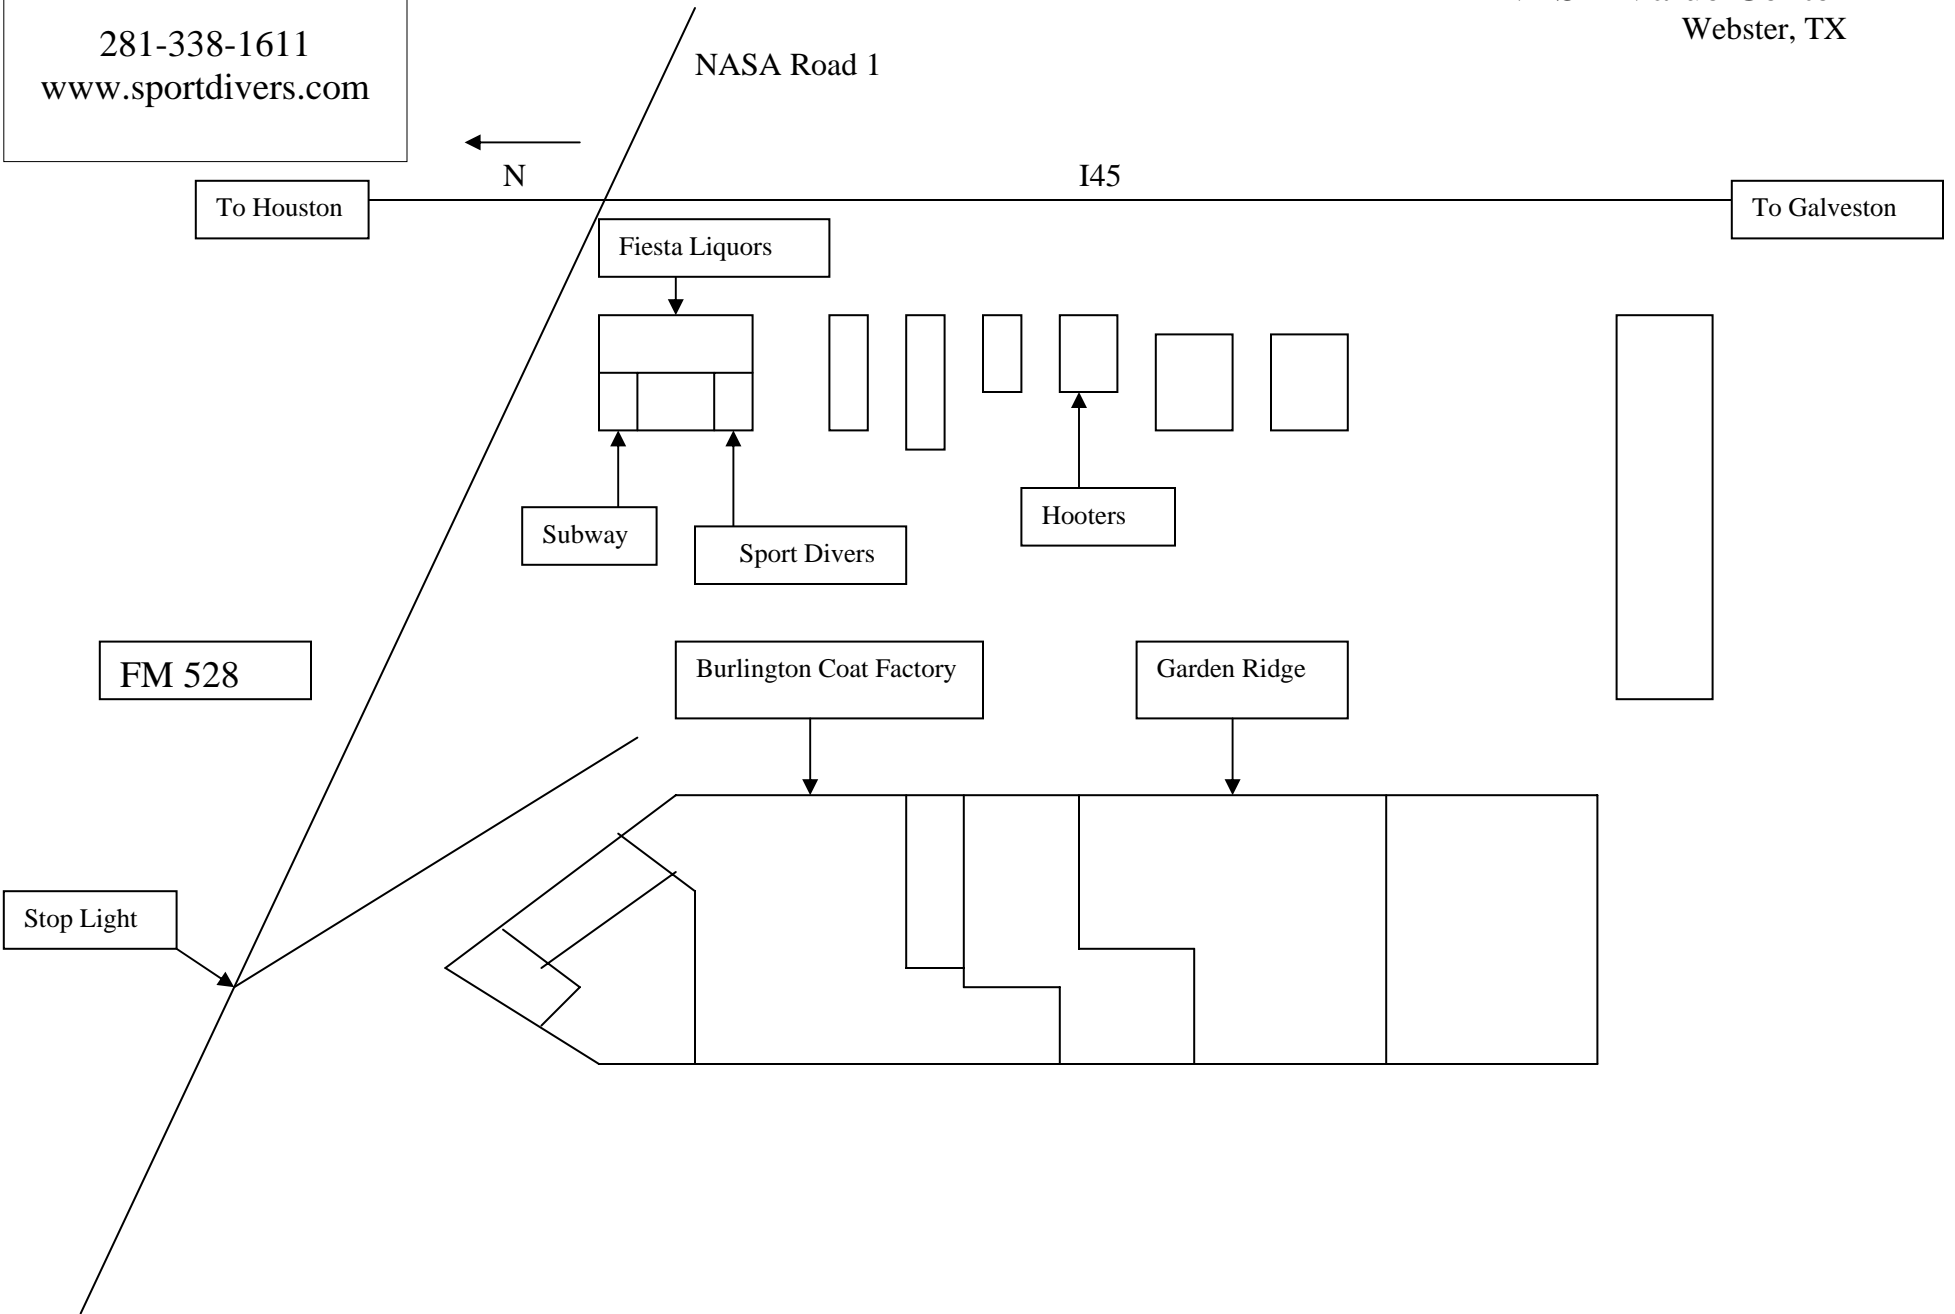 281-338-1611
www.sportdivers.com
Webster, TX
NASA Road 1
N
I45
To Houston
To Galveston
Fiesta Liquors
Subway
Sport Divers
Hooters
FM 528
Burlington Coat Factory
Garden Ridge
Stop Light